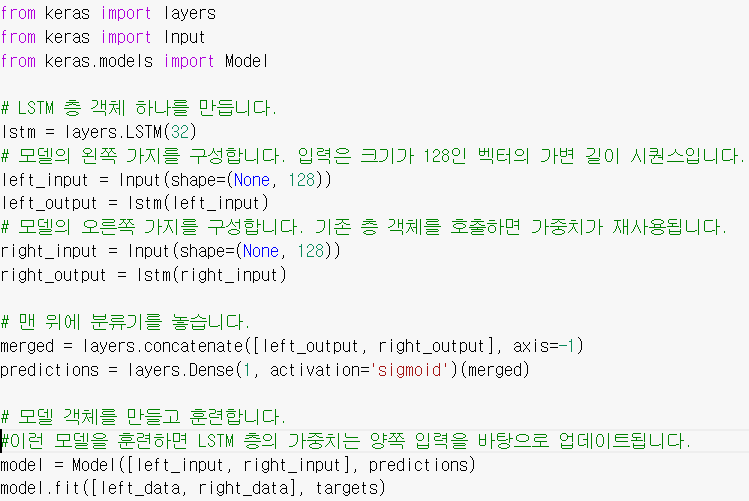 from keras import layers
from keras import Input
from keras.models import Model
# LSTM 층 객체 하나를 만듭니다.
lstm = layers.LSTM(32)
# 모델의 왼쪽 가지를 구성합니다. 입력은 크기가 128인 벡터의 가변 길이 시퀀스입니다.
left_input = Input(shape=(None, 128))
left_output = lstm(left_input)
# 모델의 오른쪽 가지를 구성합니다. 기존 층 객체를 호출하면 가중치가 재사용됩니다.
right_input = Input(shape=(None, 128))
right_output = lstm(right_input)
# 맨 위에 분류기를 놓습니다.
merged = layers.concatenate([left_output, right_output], axis=-1)
predictions = layers.Dense(1, activation='sigmoid')(merged)
# 모델 객체를 만들고 훈련합니다.
#이런 모델을 훈련하면 LSTM 층의 가중치는 양쪽 입력을 바탕으로 업데이트됩니다.
model = Model([left_input, right_input], predictions)
model.fit([left_data, right_data], targets)